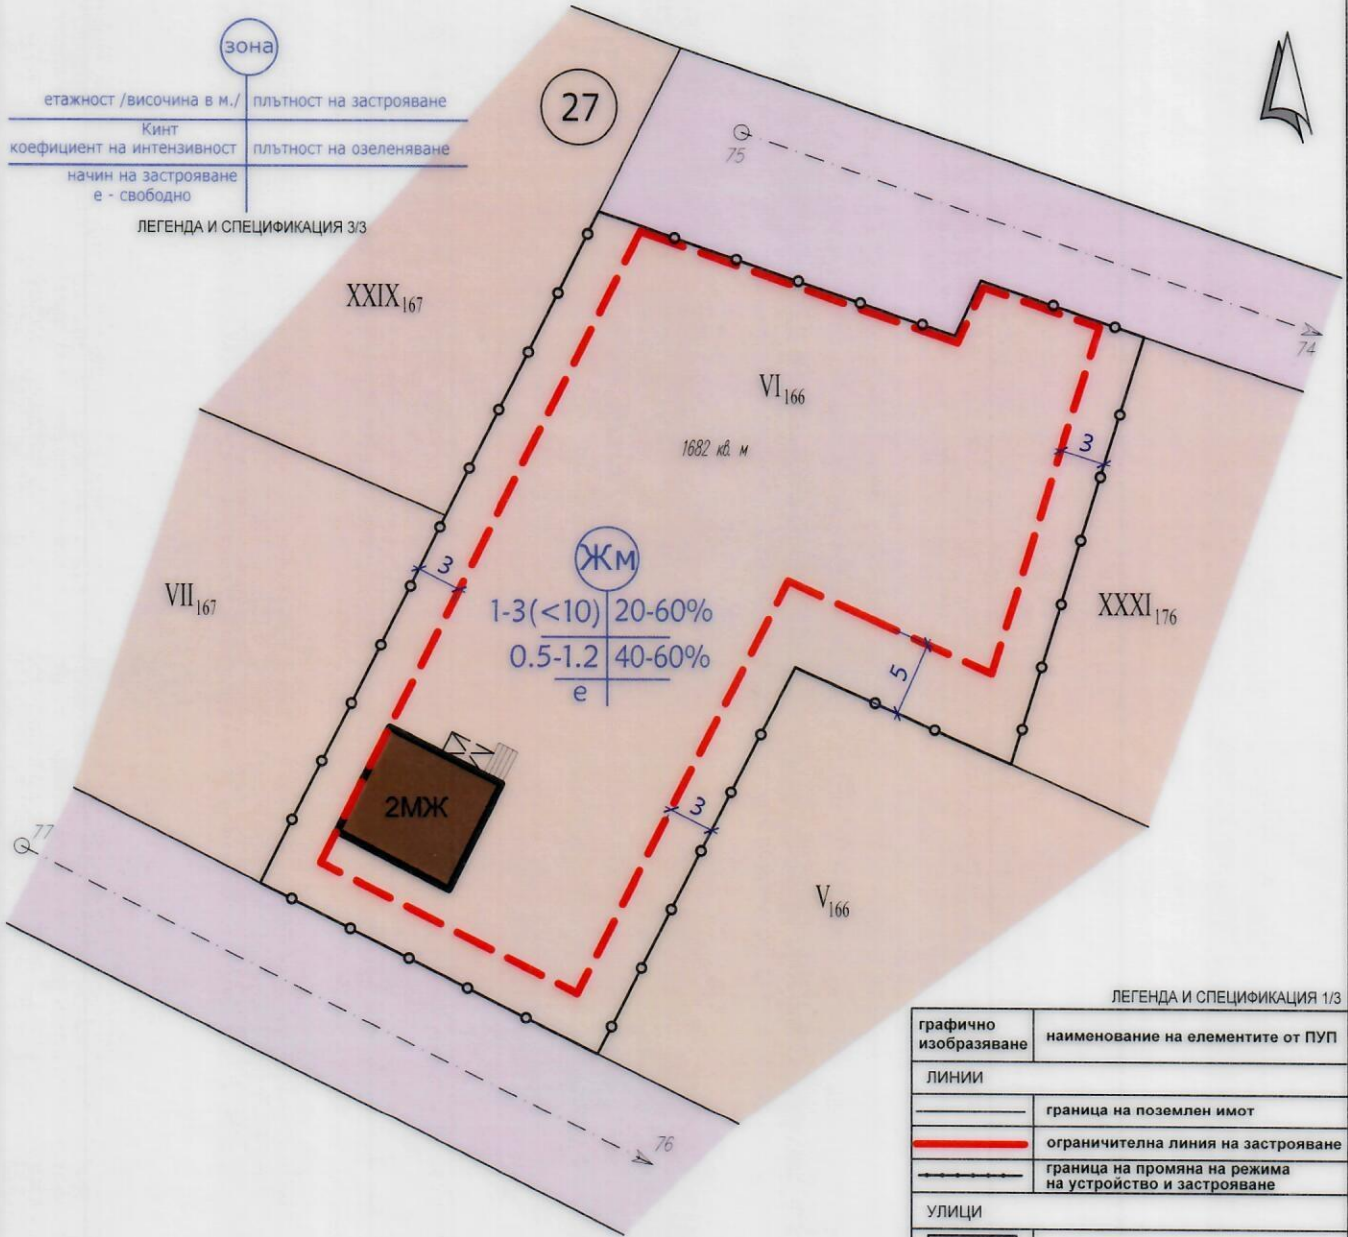 зона
етажност /височина в м./ плътност на застрояване
Кинт
коефициент на интензивност плътност на озеленяване
начин на застрояване
е - свободно
ЛЕГЕНДА И СПЕЦИФИКАЦИЯ 3/3
27
75
74
XXIX167
VI166
1682 кв. м
3
3
Жм
1-3(<10) 20-60%
0.5-1.2 40-60%
е
VII167
XXXI176
5
3
2МЖ
77
V166
76
ЛЕГЕНДА И СПЕЦИФИКАЦИЯ 1/3
графично
изобразяване
наименование на елементите от ПУП
ЛИНИИ
граница на поземлен имот
ограничителна линия на застрояване
граница на промяна на режима
на устройство и застрояване
УЛИЦИ